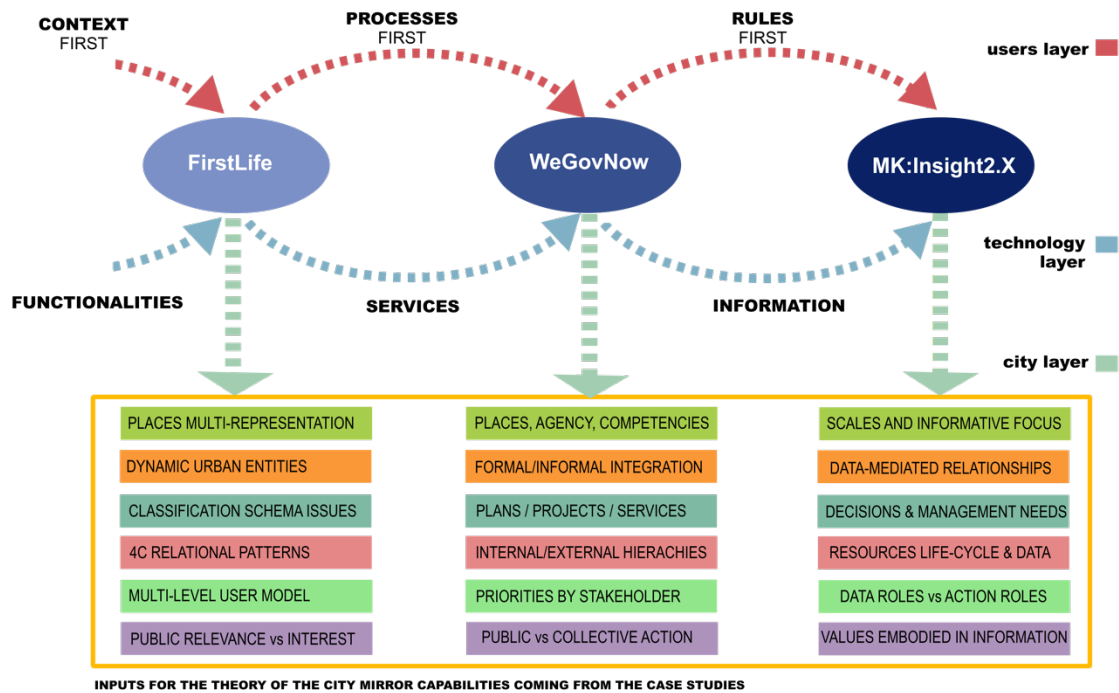 CONTEXT
FIRST
PROCESSES
FIRST
RULES
FIRST
users layer
FirstLife
WeGovNow
MK:Insight2.X
technology
layer
FUNCTIONALITIES
SERVICES
INFORMATION
city layer
PLACES MULTI-REPRESENTATION
PLACES, AGENCY, COMPETENCIES
SCALES AND INFORMATIVE FOCUS
DYNAMIC URBAN ENTITIES
FORMAL/INFORMAL INTEGRATION
DATA-MEDIATED RELATIONSHIPS
CLASSIFICATION SCHEMA ISSUES
PLANS / PROJECTS / SERVICES
DECISIONS & MANAGEMENT NEEDS
4C RELATIONAL PATTERNS
INTERNAL/EXTERNAL HIERACHIES
RESOURCES LIFE-CYCLE & DATA
MULTI-LEVEL USER MODEL
PRIORITIES BY STAKEHOLDER
DATA ROLES vs ACTION ROLES
PUBLIC RELEVANCE vs INTEREST
PUBLIC vs COLLECTIVE ACTION
VALUES EMBODIED IN INFORMATION
INPUTS FOR THE THEORY OF THE CITY MIRROR CAPABILITIES COMING FROM THE CASE STUDIES